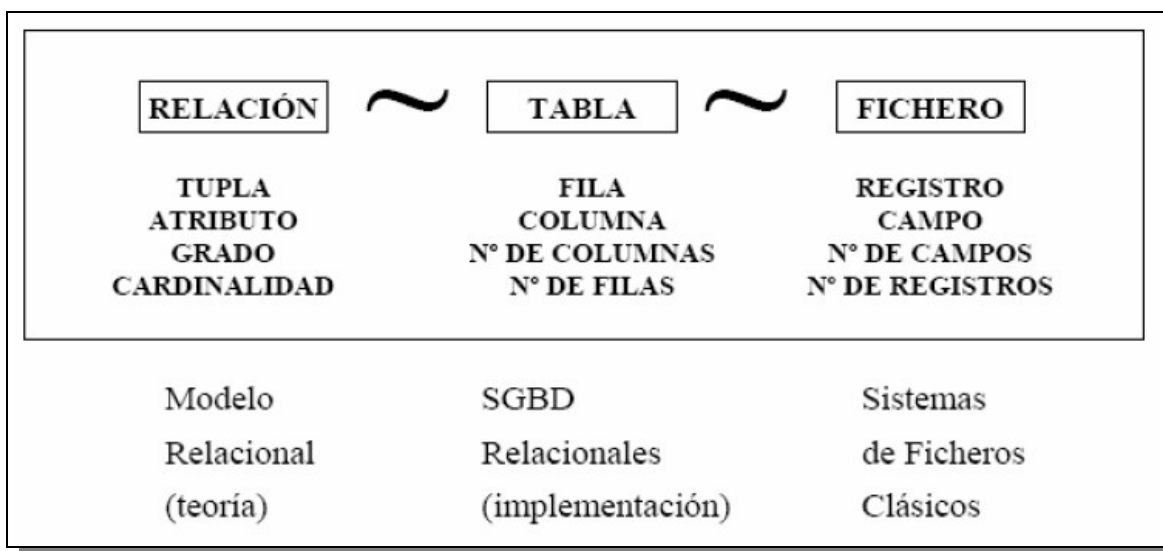 RELACIÓN ~ TABLA ~ FICHERO
TUPLA FILA REGISTRO
ATRIBUTO COLUMNA CAMPO
GRADO Nº DE COLUMNAS Nº DE CAMPOS
CARDINALIDAD Nº DE FILAS Nº DE REGISTROS
Modelo SGBD Sistemas
Relacional Relacionales de Ficheros
(teoría) (implementación) Clásicos